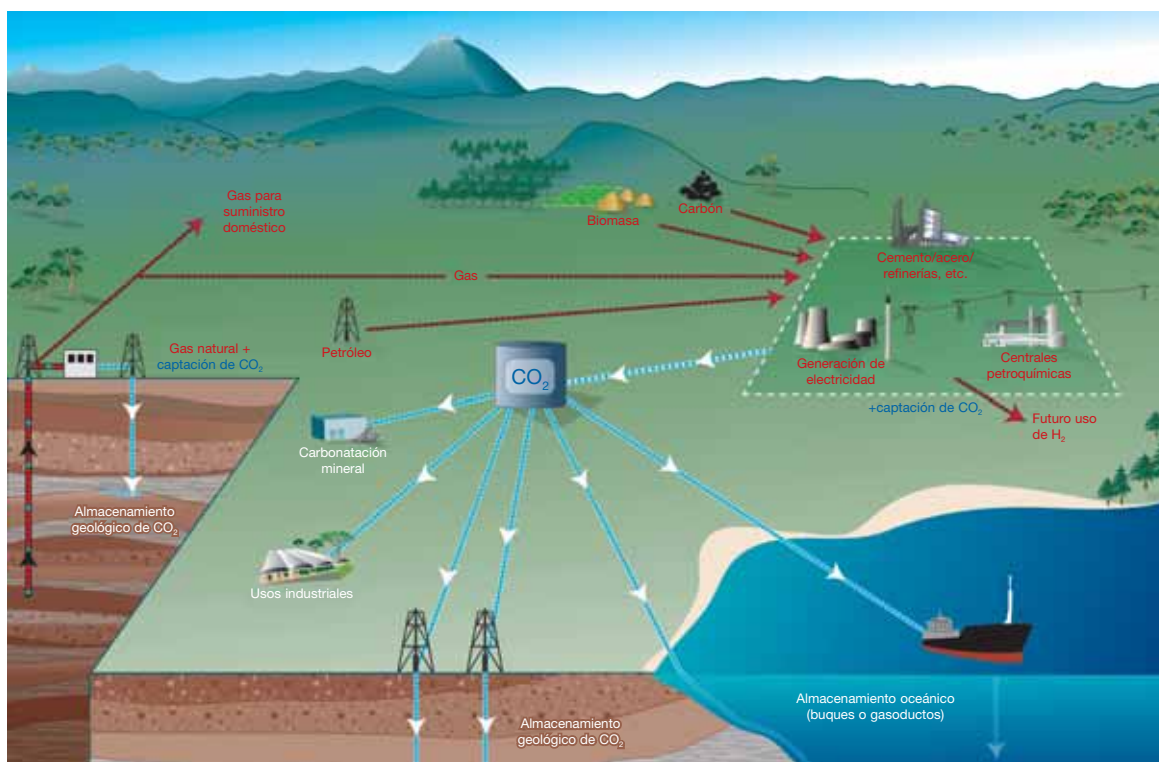 Gas para
suministro
doméstico
Biomasa
Carbón
Cemento/acero/
refinerías, etc.
Gas
Petróleo
Gas natural +
captación de CO₂
CO₂
Generación de
electricidad
Centrales
petroquímicas
+captación de CO₂
Futuro uso
de H₂
Carbonatación
mineral
Almacenamiento
geológico de CO₂
Usos industriales
Almacenamiento oceánico
(buques o gasoductos)
Almacenamiento
geológico de CO₂